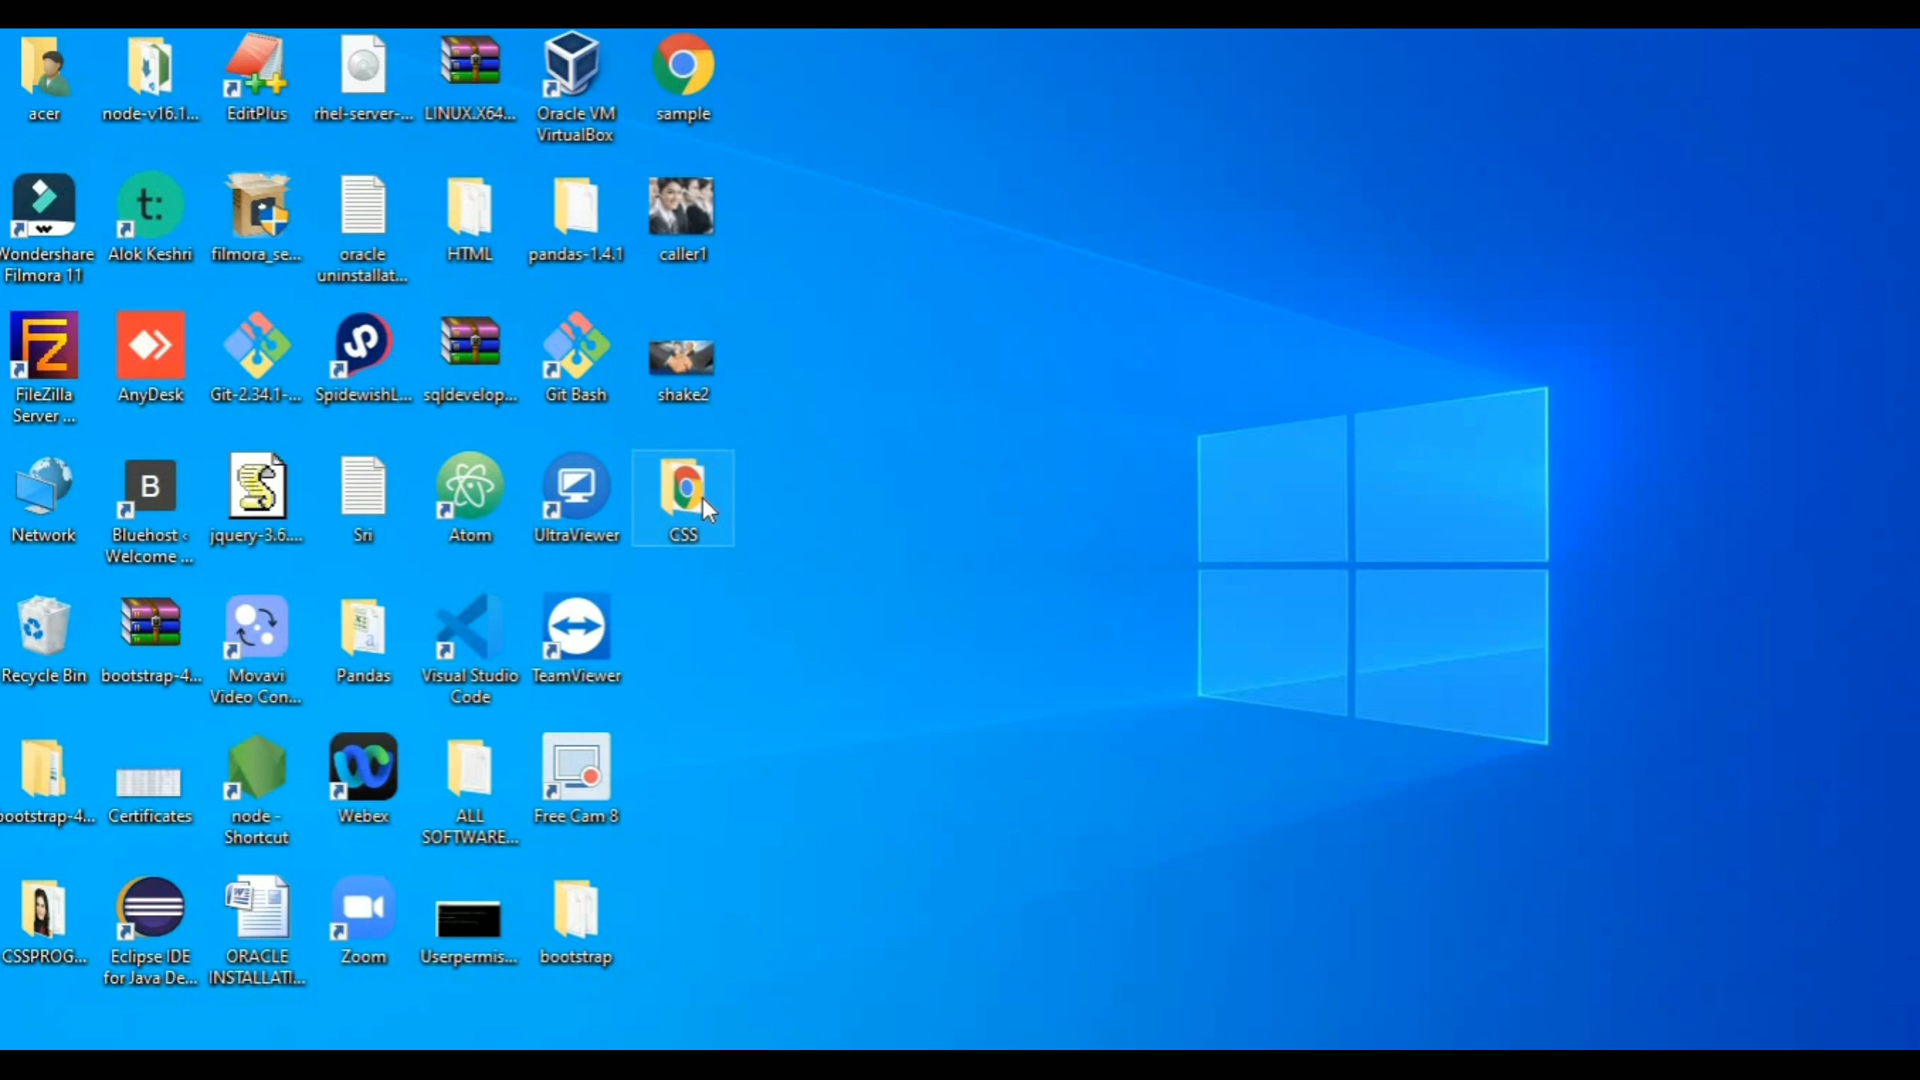 acer
node-v16.1...
EditPlus
rhel-server-...
LINUX.X64...
Oracle VM
VirtualBox
sample
Wondershare
Filmora 11
t:
Alok Keshri
filmora_se...
oracle
uninstallat...
HTML
pandas-1.4.1
caller1
FZ
FileZilla
Server ...
AnyDesk
Git-2.34.1-...
SpidewishL...
sqldevelop...
Git Bash
shake2
Network
B
Bluehost ‹
Welcome ...
jquery-3.6....
Sri
Atom
UltraViewer
CSS
Recycle Bin
bootstrap-4...
Movavi
Video Con...
Pandas
Visual Studio
Code
TeamViewer
bootstrap-4...
Certificates
node -
Shortcut
Webex
ALL
SOFTWARE...
Free Cam 8
CSSPROG...
Eclipse IDE
for Java De...
ORACLE
INSTALLATI...
Zoom
Userpermis...
bootstrap